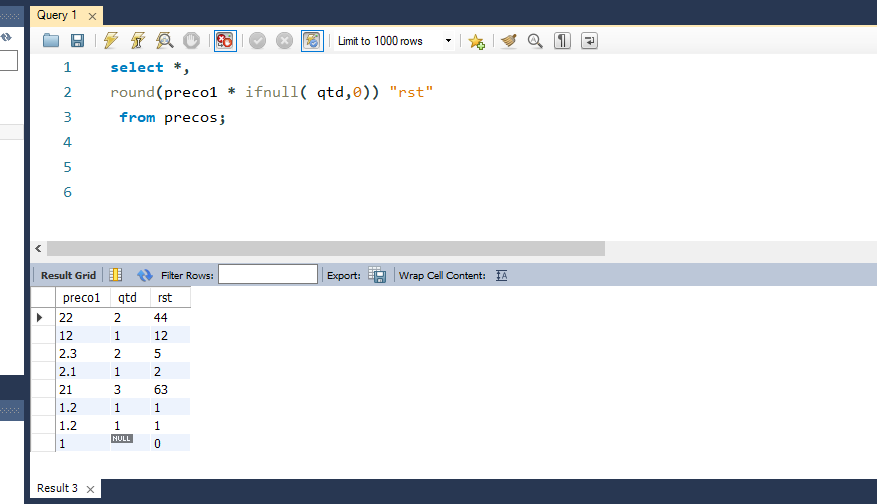 Query 1
Limit to 1000 rows
1 select *,
2 round(preco1 * ifnull( qtd,0)) "rst"
3 from precos;
4
5
6
Result Grid Filter Rows: Export: Wrap Cell Content:
preco1 qtd rst
22 2 44
12 1 12
2.3 2 5
2.1 1 2
21 3 63
1.2 1 1
1.2 1 1
1 NULL 0
Result 3